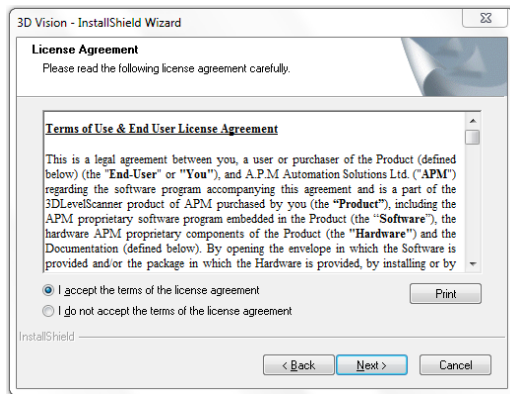 3D Vision - InstallShield Wizard
License Agreement
Please read the following license agreement carefully.
Terms of Use & End User License Agreement
This is a legal agreement between you, a user or purchaser of the Product (defined
below) (the "End-User" or "You"), and A.P.M Automation Solutions Ltd. ("APM")
regarding the software program accompanying this agreement and is a part of the
3DLevelScanner product of APM purchased by you (the “Product”), including the
APM proprietary software program embedded in the Product (the “Software”), the
hardware APM proprietary components of the Product (the "Hardware") and the
Documentation (defined below). By opening the envelope in which the Software is
provided and/or the package in which the Hardware is provided, by installing or by
I accept the terms of the license agreement
Print
I do not accept the terms of the license agreement
InstallShield
< Back Next > Cancel